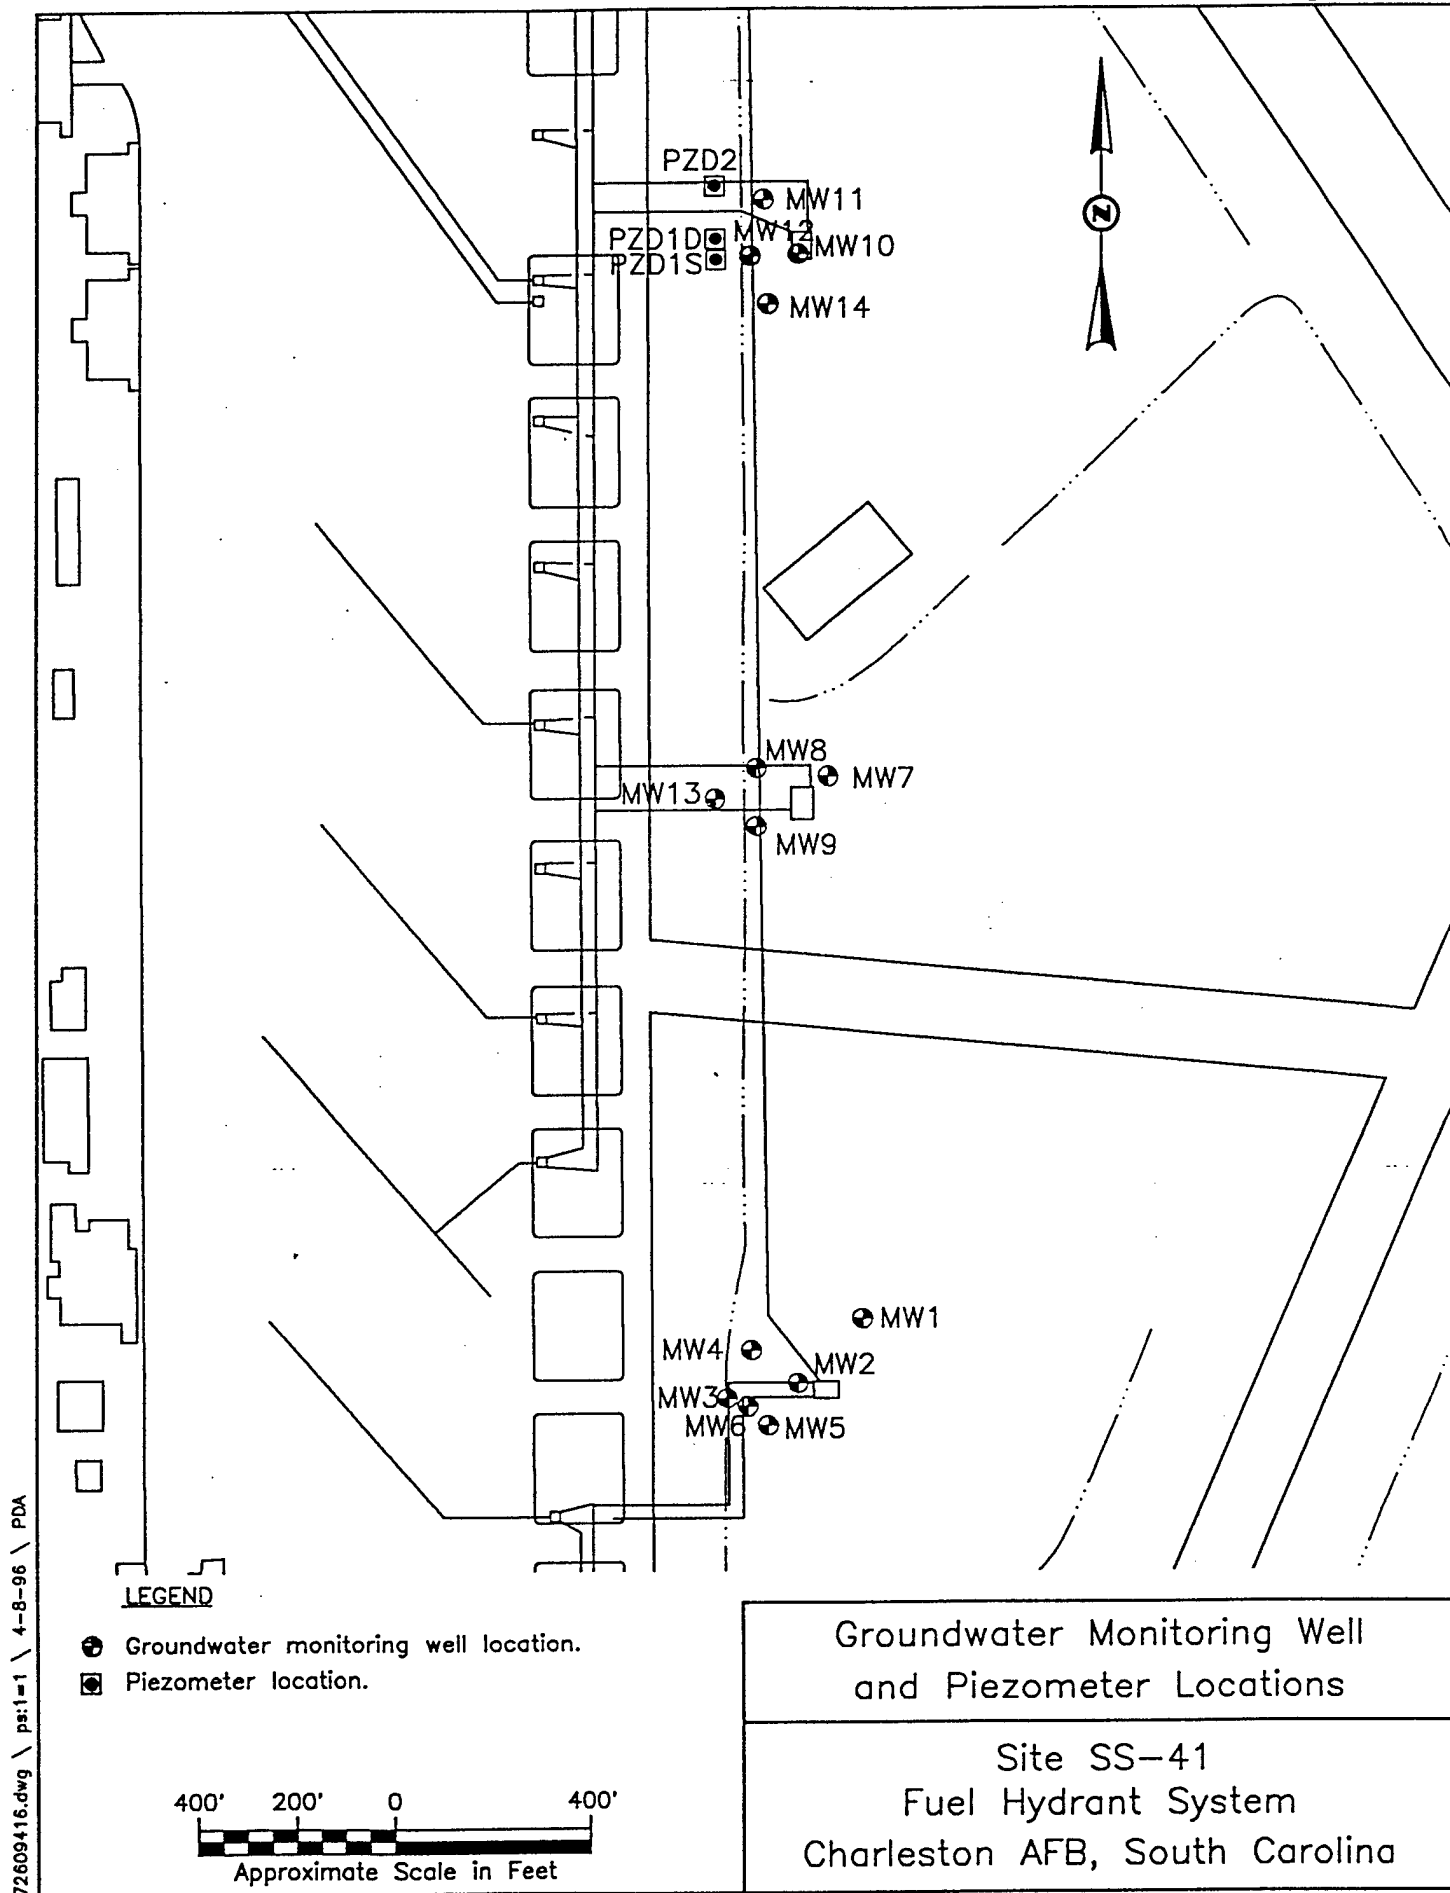 PZD2
MW11
PZD1D
MW12
MW10
PZD1S
MW14
N
MW8
MW7
MW13
MW9
MW1
MW4
MW2
MW3
MW6
MW5
LEGEND
Groundwater monitoring well location.
Piezometer location.
400' 200' 0 400'
Approximate Scale in Feet
Groundwater Monitoring Well
and Piezometer Locations
Site SS-41
Fuel Hydrant System
Charleston AFB, South Carolina
72609416.dwg \ ps:1=1 \ 4-8-96 \ PDA